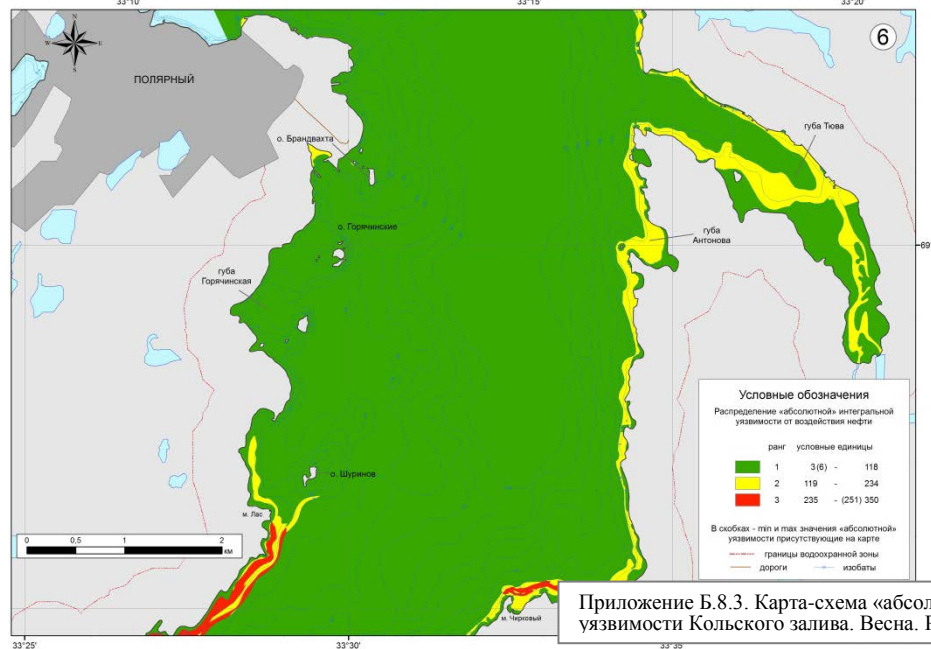 33°10'
33°15'
33°20'
6
N
W
E
S
ПОЛЯРНЫЙ
о. Брандвахта
губа Тюва
о. Горячинские
губа
Антонова
69
губа
Горячинская
о. Шуринов
м. Лас
0 0,5 1 2
км
м. Черковый
Условные обозначения
Распределение «абсолютной» интегральной
уязвимости от воздействия нефти
ранг условные единицы
1 3(6) - 118
2 119 - 234
3 235 - (251) 350
В скобках - min и max значения «абсолютной»
уязвимости присутствующие на карте
границы водоохранной зоны
дороги изобаты
Приложение Б.8.3. Карта-схема «абсол
уязвимости Кольского залива. Весна.
33°25'
33°30'
33°35'